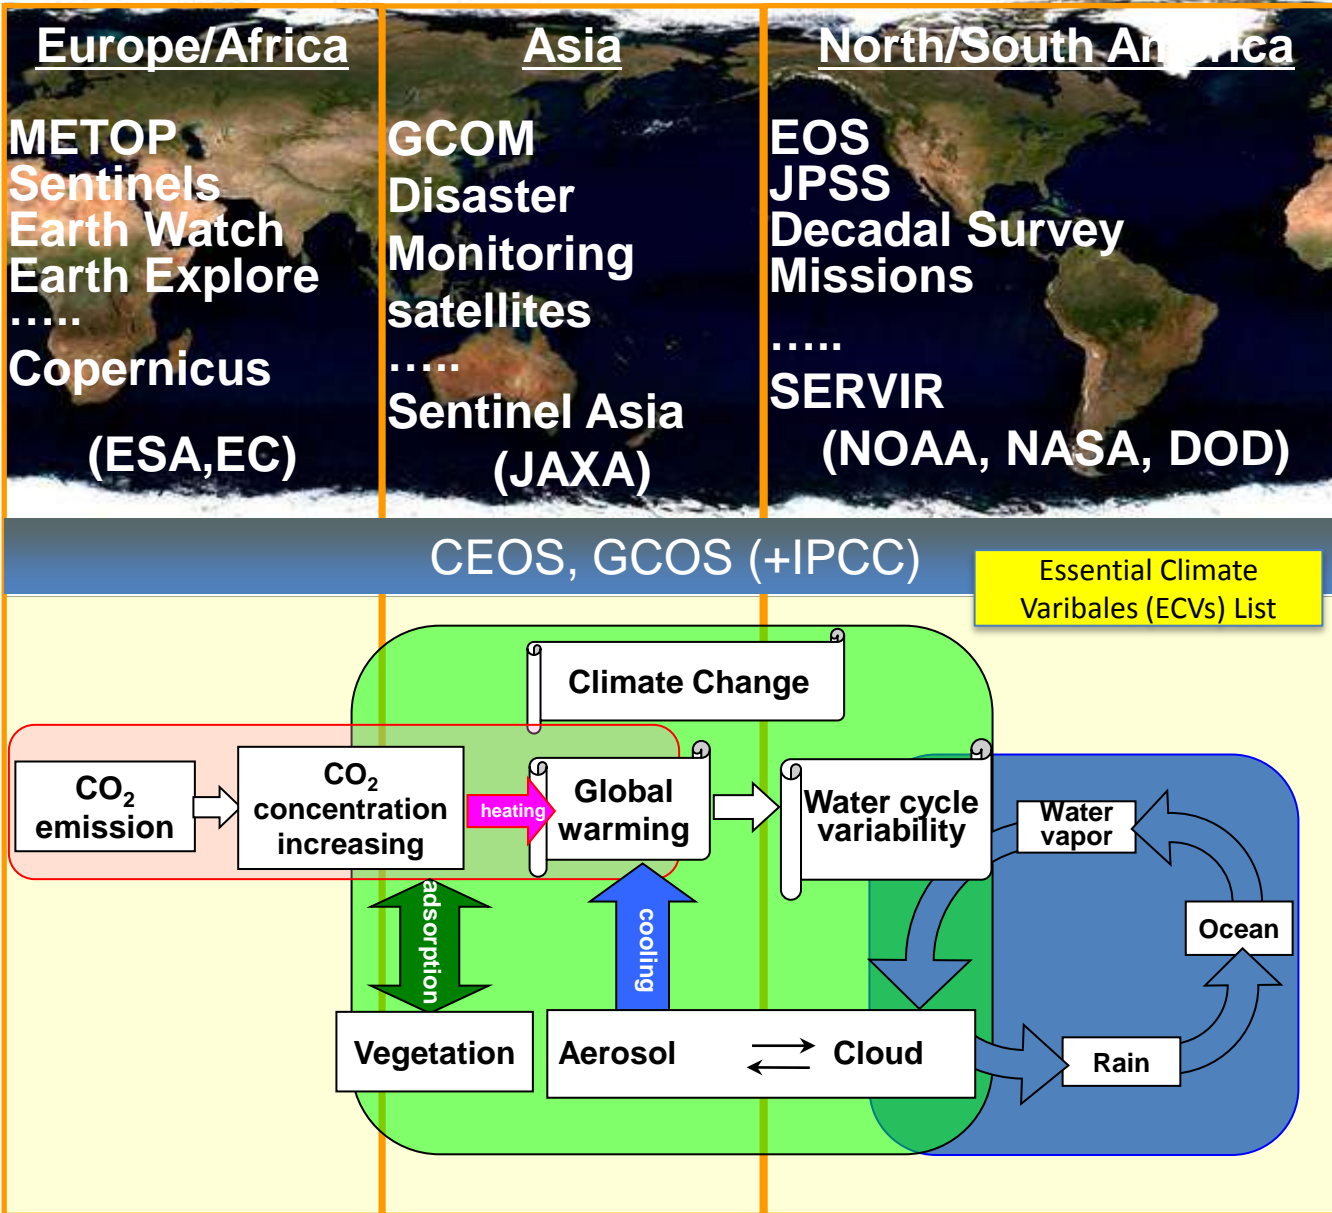 Europe/Africa
METOP
Sentinels
Earth Watch
Earth Explore
…..
Copernicus
(ESA,EC)
Asia
GCOM
Disaster
Monitoring
satellites
…..
Sentinel Asia
(JAXA)
North/South America
EOS
JPSS
Decadal Survey
Missions
…..
SERVIR
(NOAA, NASA, DOD)
CEOS, GCOS (+IPCC)
Essential Climate
Varibales (ECVs) List
Climate Change
CO₂
emission
CO₂
concentration
increasing
heating
Global
warming
Water cycle
variability
Water
vapor
adsorption
cooling
Ocean
Vegetation
Aerosol
Cloud
Rain